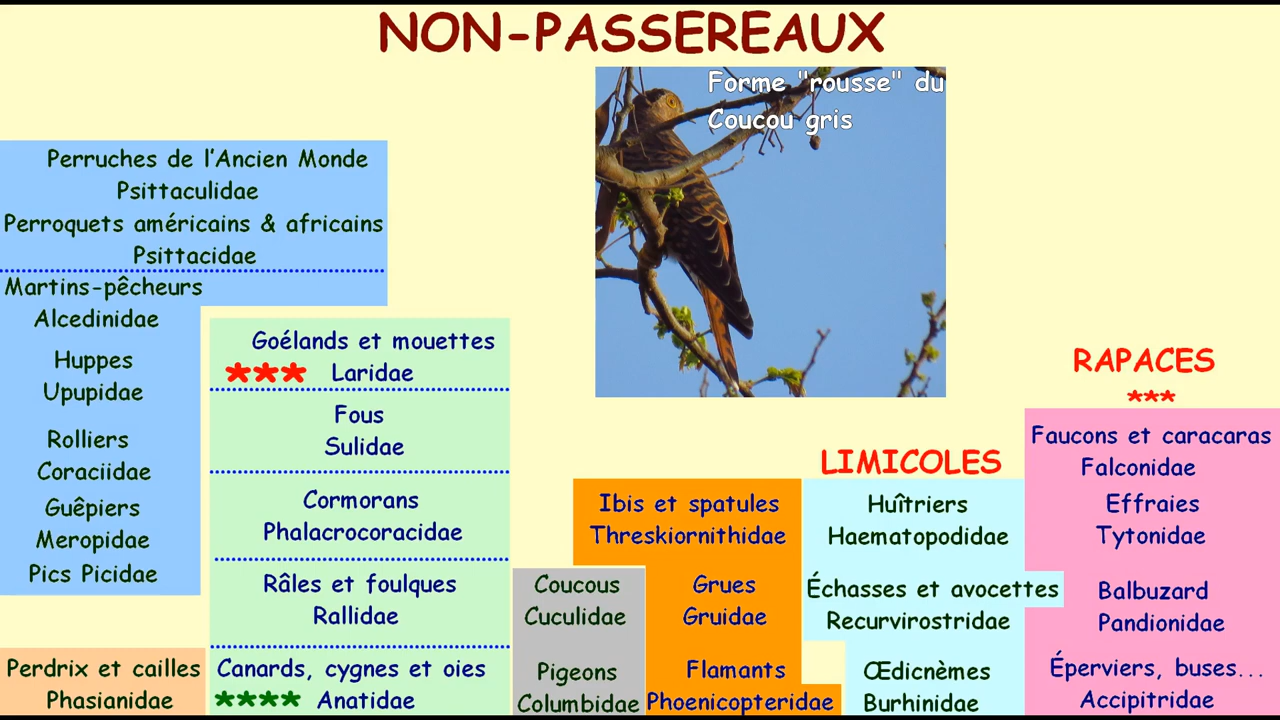 NON-PASSEREAUX
Forme "rousse" du
Coucou gris
Perruches de l'Ancien Monde
Psittaculidae
Perroquets américains & africains
Psittacidae
Martins-pêcheurs
Alcedinidae
Huppes
Upupidae
Rolliers
Coraciidae
Guêpiers
Meropidae
Pics Picidae
Perdrix et cailles
Phasianidae
Goélands et mouettes
*** Laridae
Fous
Sulidae
Cormorans
Phalacrocoracidae
Râles et foulques
Rallidae
Canards, cygnes et oies
**** Anatidae
Coucous
Cuculidae
Pigeons
Columbidae
Ibis et spatules
Threskiornithidae
Grues
Gruidae
Flamants
Phoenicopteridae
LIMICOLES
Huîtriers
Haematopodidae
Échasses et avocettes
Recurvirostridae
Œdicnèmes
Burhinidae
RAPACES
***
Faucons et caracaras
Falconidae
Effraies
Tytonidae
Balbuzard
Pandionidae
Éperviers, buses...
Accipitridae